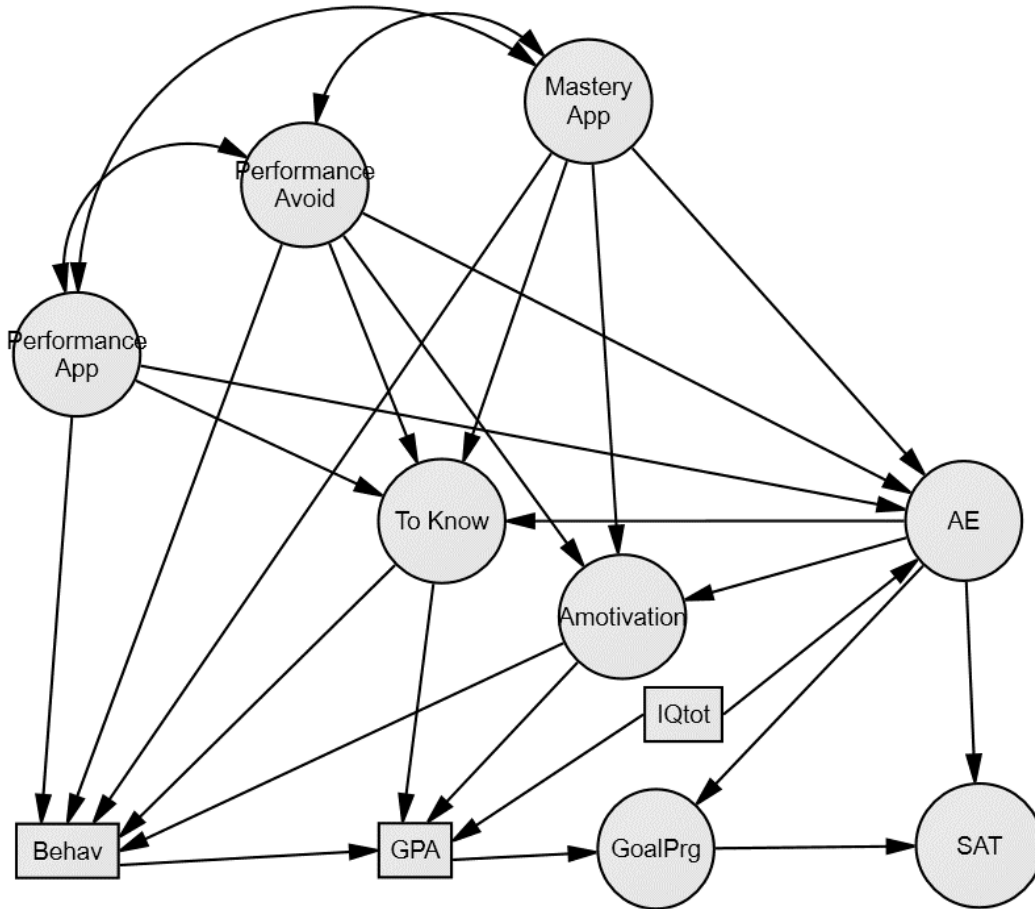 Mastery
App
Performance
Avoid
Performance
App
To Know
AE
Amotivation
IQtot
Behav
GPA
GoalPrg
SAT